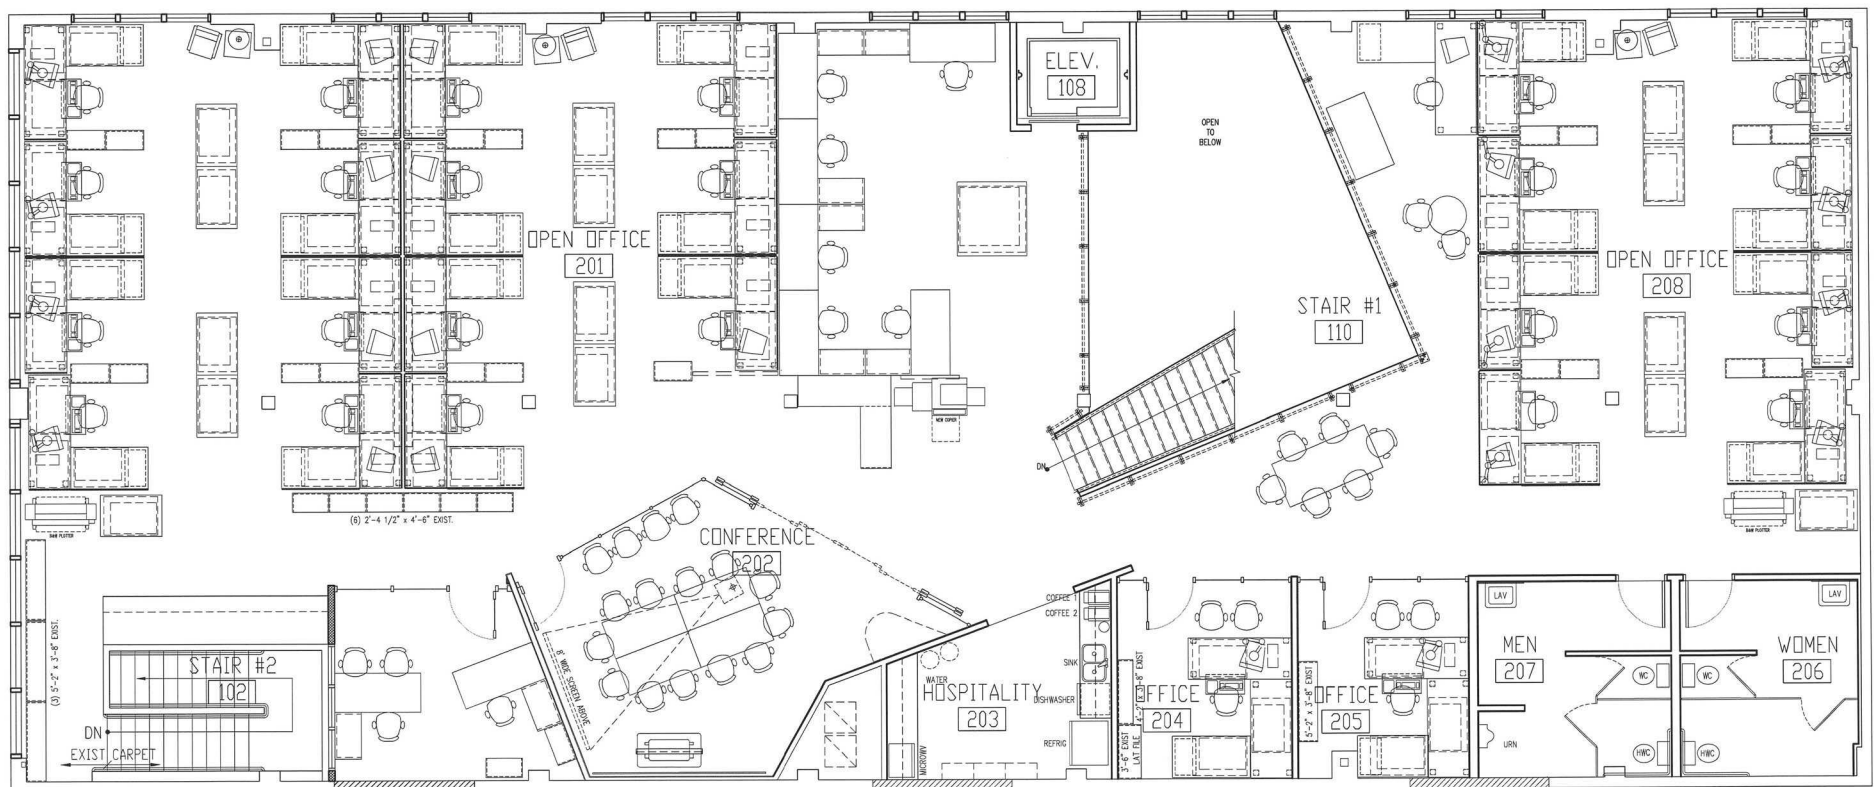 ELEV.
108
OPEN
TO
BELOW
OPEN OFFICE
201
OPEN OFFICE
208
STAIR #1
110
NEW COPIER
DN
(6) 2'-4 1/2" x 4'-6" EXIST.
B&W PLOTTER
B&W PLOTTER
CONFERENCE
202
8' WIDE SCREEN ABOVE
(3) 5'-2" x 3'-8" EXIST.
STAIR #2
102
DN
EXIST CARPET
COFFEE 1
COFFEE 2
SINK
WATER
HOSPITALITY
203
DISHWASHER
REFRIG
MICROWV
4'-2" x 3'-8" EXIST
3'-6" EXIST
LAT FILE
OFFICE
204
5'-2" x 3'-8" EXIST
OFFICE
205
LAV
MEN
207
WC
URN
HWC
LAV
WOMEN
206
WC
HWC